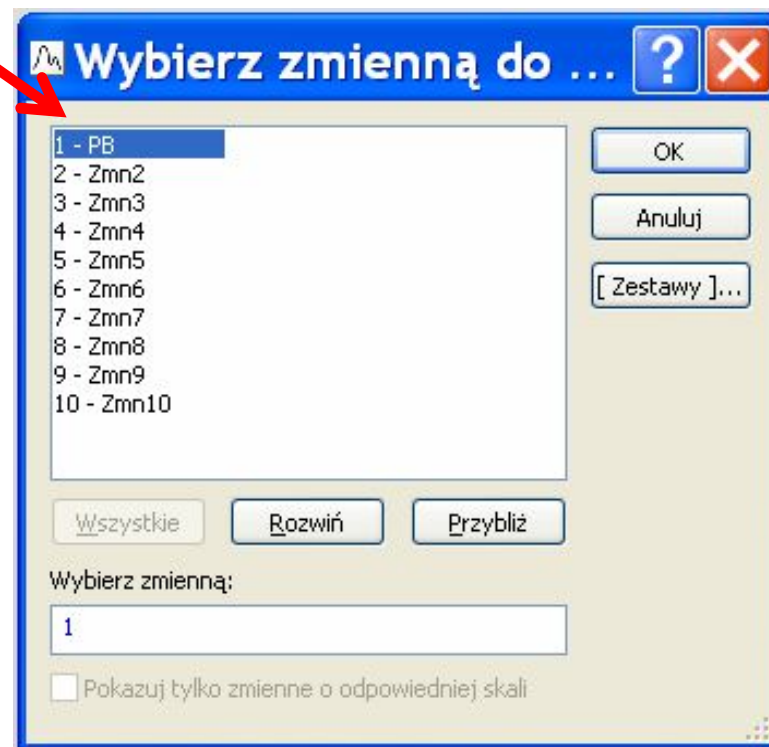 Wybierz zmienną do ...
1 - PB
2 - Zmn2
3 - Zmn3
4 - Zmn4
5 - Zmn5
6 - Zmn6
7 - Zmn7
8 - Zmn8
9 - Zmn9
10 - Zmn10
OK
Anuluj
[ Zestawy ]...
Wszystkie Rozwiń Przybliż
Wybierz zmienną:
1
Pokazuj tylko zmienne o odpowiedniej skali